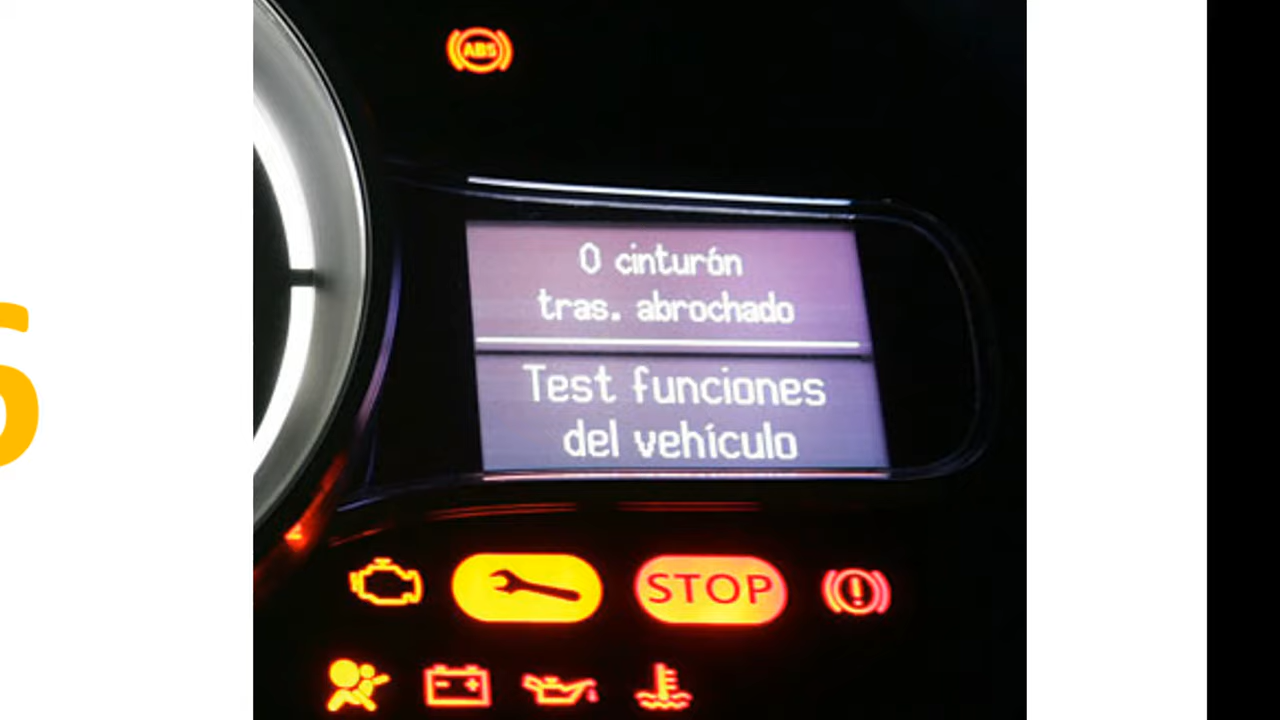 ABS
0 cinturón
tras. abrochado
Test funciones
del vehículo
STOP